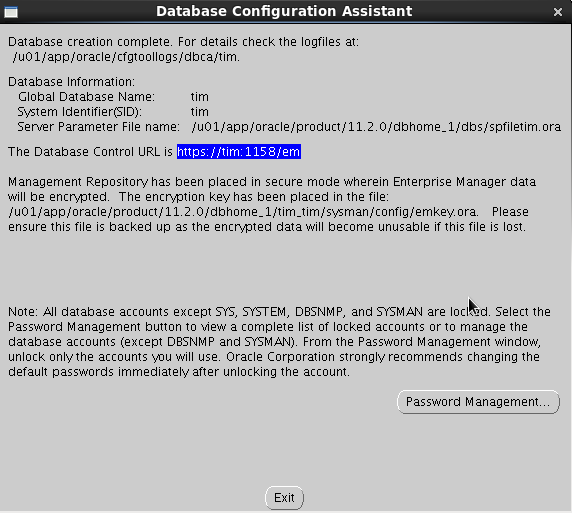 Database Configuration Assistant
Database creation complete. For details check the logfiles at:
/u01/app/oracle/cfgtoollogs/dbca/tim.
Database Information:
Global Database Name: tim
System Identifier(SID): tim
Server Parameter File name: /u01/app/oracle/product/11.2.0/dbhome_1/dbs/spfiletim.ora
The Database Control URL is https://tim:1158/em
Management Repository has been placed in secure mode wherein Enterprise Manager data
will be encrypted. The encryption key has been placed in the file:
/u01/app/oracle/product/11.2.0/dbhome_1/tim_tim/sysman/config/emkey.ora. Please
ensure this file is backed up as the encrypted data will become unusable if this file is lost.
Note: All database accounts except SYS, SYSTEM, DBSNMP, and SYSMAN are locked. Select the
Password Management button to view a complete list of locked accounts or to manage the
database accounts (except DBSNMP and SYSMAN). From the Password Management window,
unlock only the accounts you will use. Oracle Corporation strongly recommends changing the
default passwords immediately after unlocking the account.
Password Management...
Exit